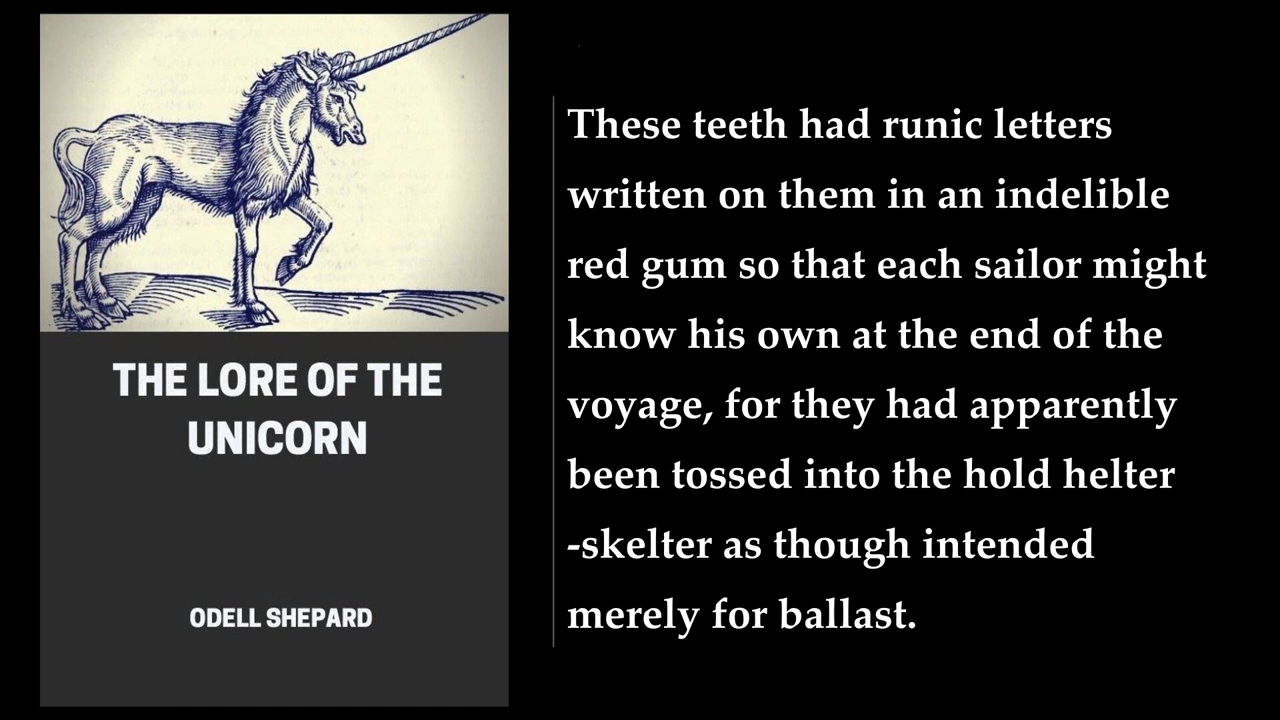 THE LORE OF THE
UNICORN
ODELL SHEPARD
These teeth had runic letters
written on them in an indelible
red gum so that each sailor might
know his own at the end of the
voyage, for they had apparently
been tossed into the hold helter
-skelter as though intended
merely for ballast.